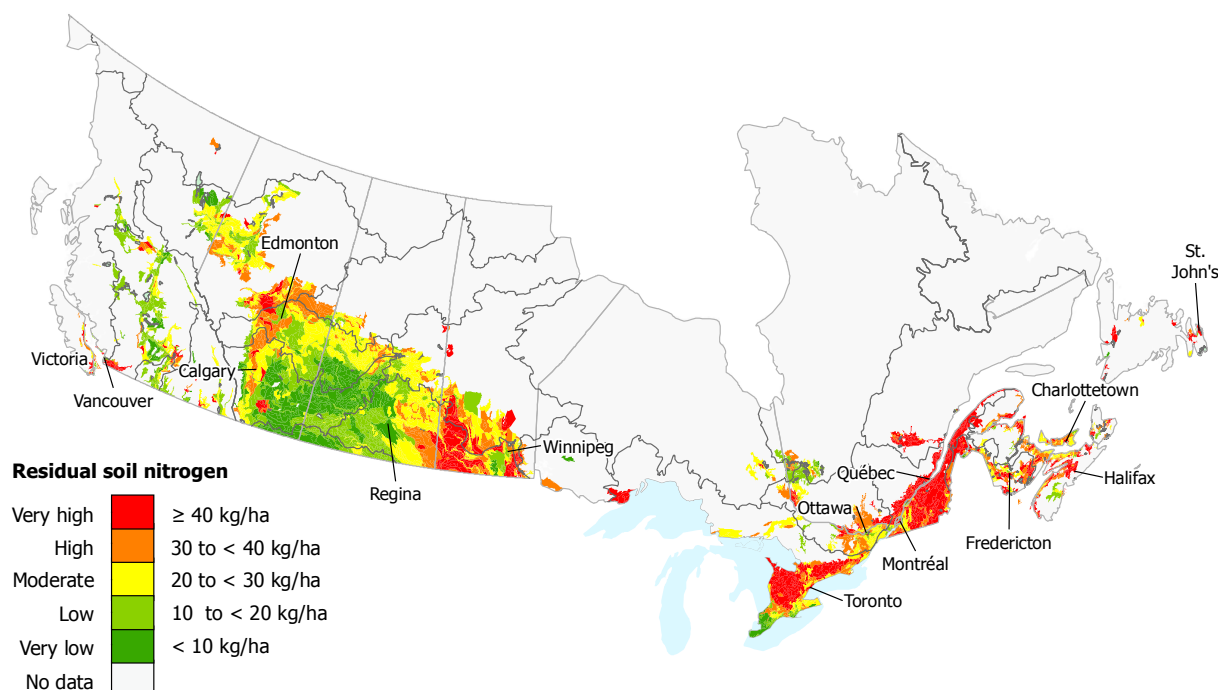 Edmonton
St.
John's
Victoria
Calgary
Charlottetown
Vancouver
Winnipeg
Québec
Halifax
Regina
Ottawa
Fredericton
Montréal
Toronto
Residual soil nitrogen
Very high ≥ 40 kg/ha
High 30 to < 40 kg/ha
Moderate 20 to < 30 kg/ha
Low 10 to < 20 kg/ha
Very low < 10 kg/ha
No data